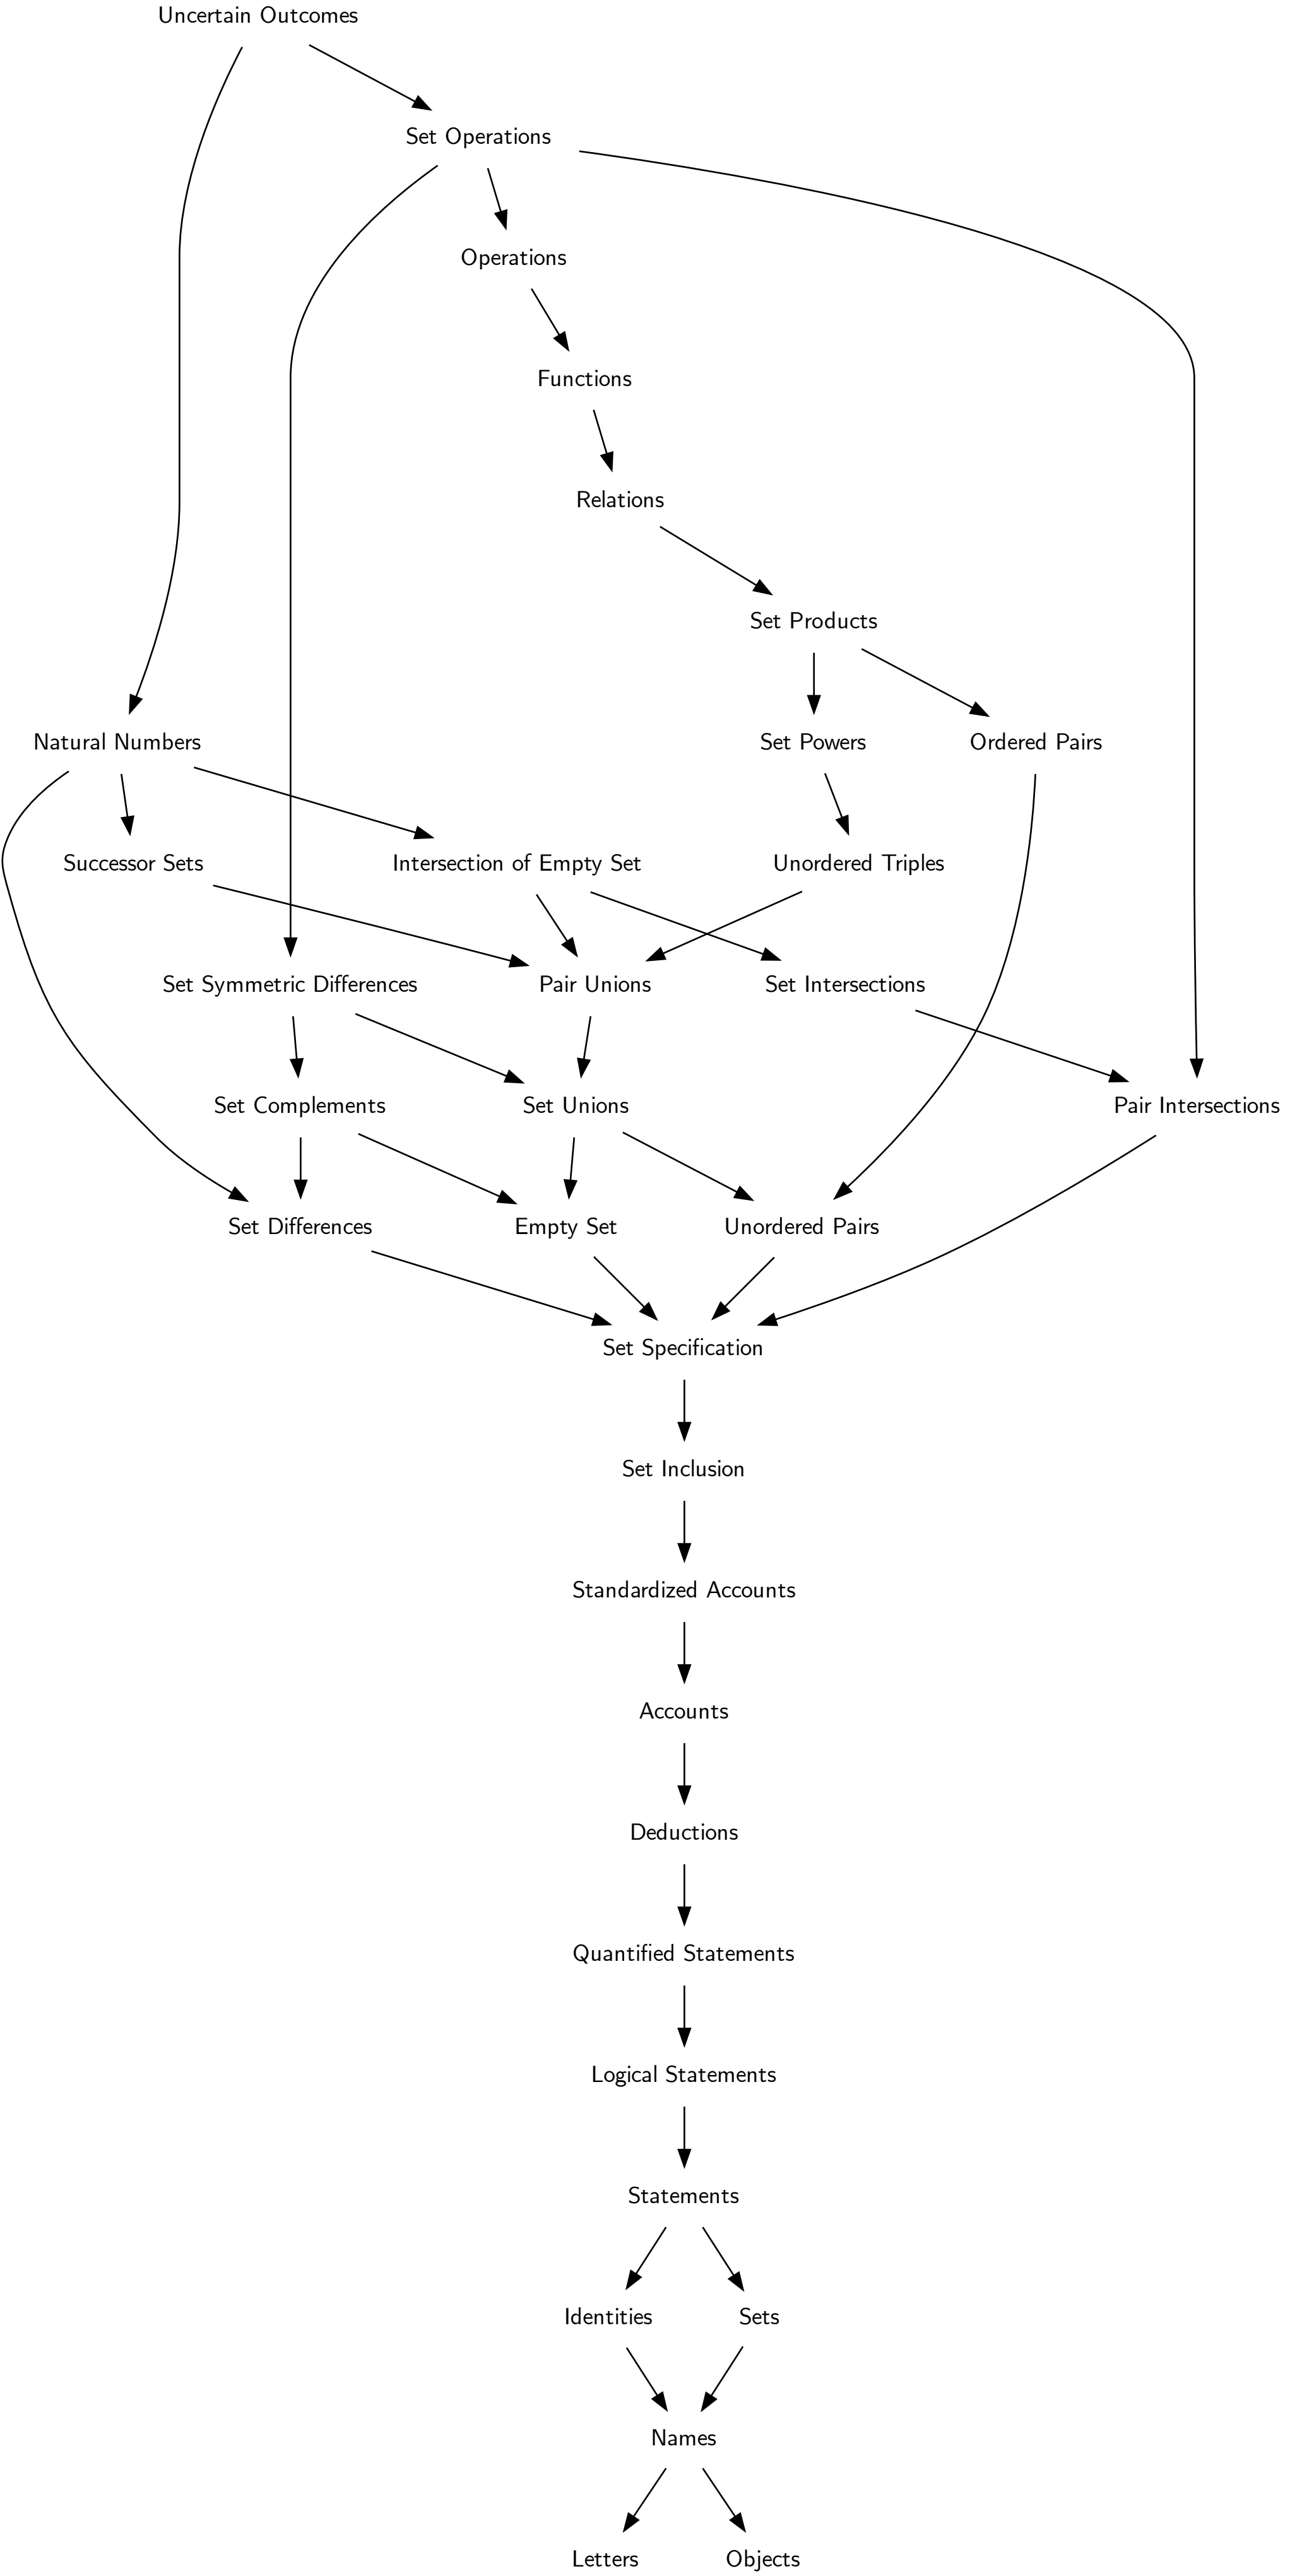 Uncertain Outcomes
Set Operations
Operations
Functions
Relations
Set Products
Natural Numbers
Set Powers
Ordered Pairs
Successor Sets
Intersection of Empty Set
Unordered Triples
Set Symmetric Differences
Pair Unions
Set Intersections
Set Complements
Set Unions
Pair Intersections
Set Differences
Empty Set
Unordered Pairs
Set Specification
Set Inclusion
Standardized Accounts
Accounts
Deductions
Quantified Statements
Logical Statements
Statements
Identities
Sets
Names
Letters
Objects